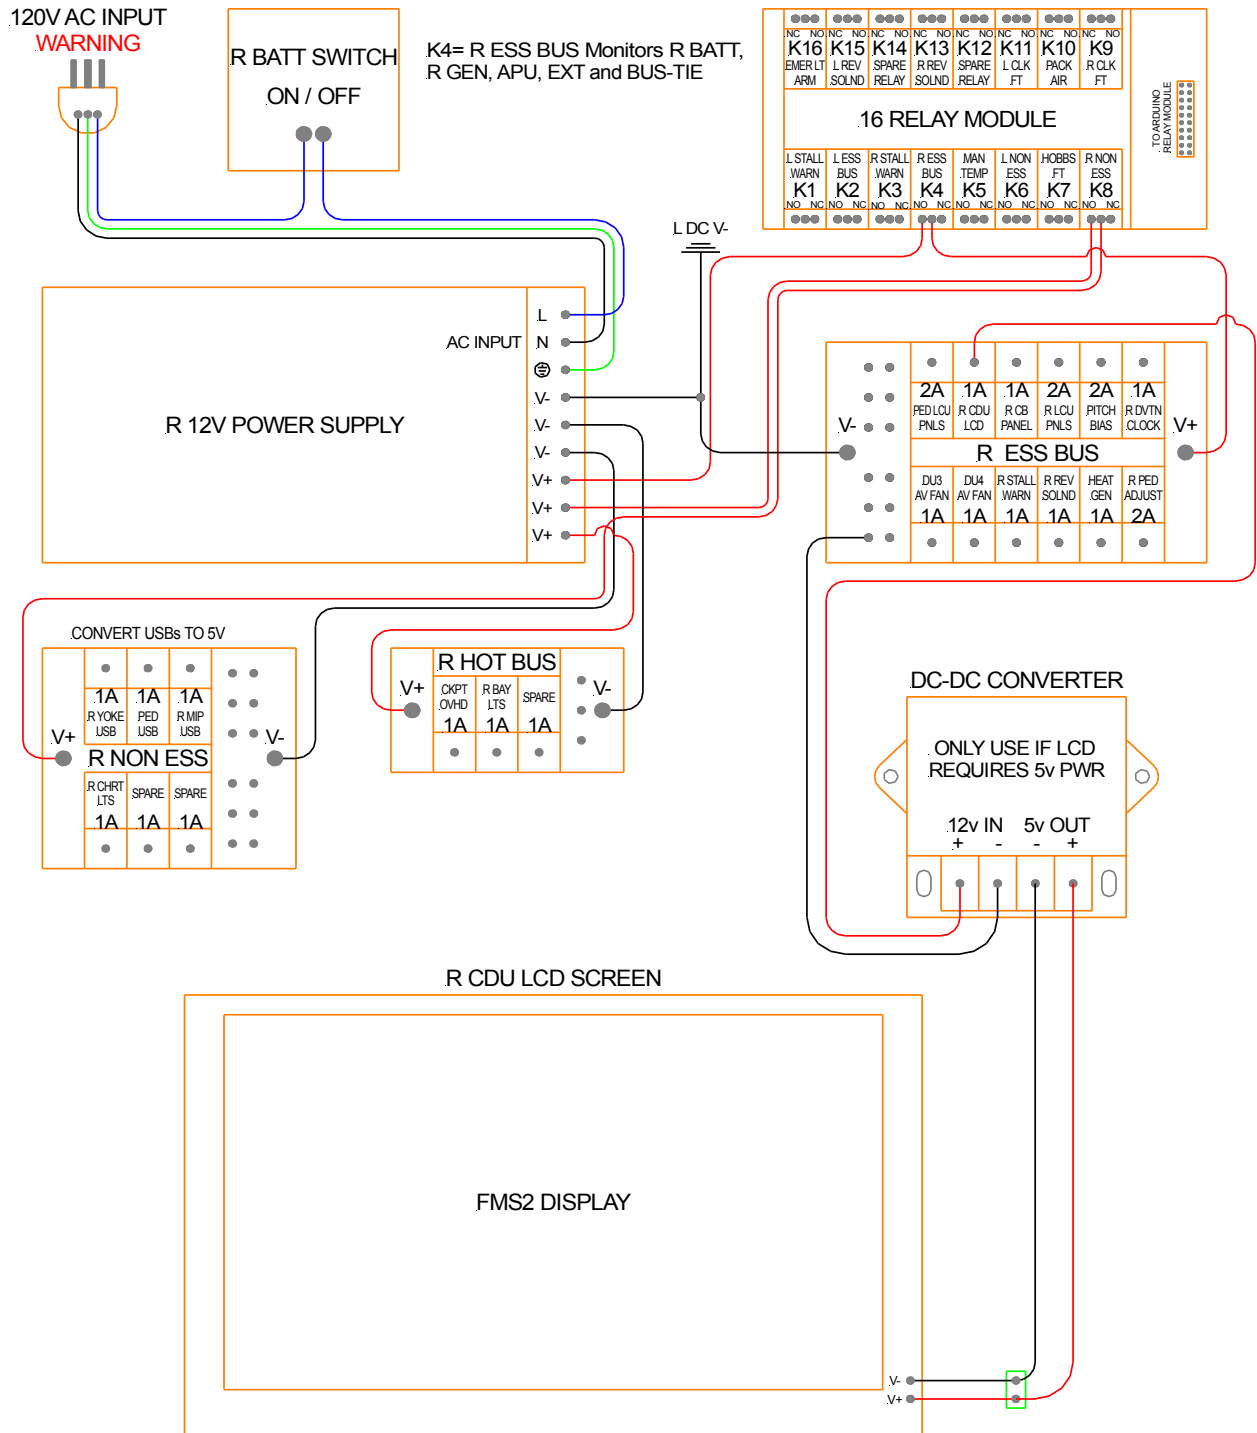 120V AC INPUT
WARNING
R BATT SWITCH
ON / OFF
K4= R ESS BUS Monitors R BATT,
R GEN, APU, EXT and BUS-TIE
NC NO NC NO NC NO NC NO NC NO NC NO NC NO NC NO
K16 K15 K14 K13 K12 K11 K10 K9
EMER LT L REV SPARE R REV SPARE L CLK PACK R CLK
ARM SOLND RELAY SOLND RELAY FT AIR FT
16 RELAY MODULE
TO ARDUINO
RELAY MODULE
L STALL L ESS R STALL R ESS MAN L NON HOBBS R NON
WARN BUS WARN BUS TEMP ESS FT ESS
K1 K2 K3 K4 K5 K6 K7 K8
NO NC NO NC NO NC NO NC NO NC NO NC NO NC NO NC
L DC V-
R 12V POWER SUPPLY
AC INPUT
L
N
V-
V-
V-
V+
V+
V+
2A 1A 1A 2A 2A 1A
PED LCU R CDU R CB R LCU PITCH R DVTN
PNLS LCD PANEL PNLS BIAS CLOCK
V- V+
R ESS BUS
DU3 DU4 R STALL R REV HEAT R PED
AV FAN AV FAN WARN SOLND GEN ADJUST
1A 1A 1A 1A 1A 2A
CONVERT USBs TO 5V
1A 1A 1A
R YOKE PED R MIP
USB USB USB
V+ V-
R NON ESS
R CHRT SPARE SPARE
LTS
1A 1A 1A
R HOT BUS
V+ V-
CKPT R BAY SPARE
OVHD LTS
1A 1A 1A
DC-DC CONVERTER
ONLY USE IF LCD
REQUIRES 5v PWR
12v IN 5v OUT
+ - - +
R CDU LCD SCREEN
FMS2 DISPLAY
V-
V+